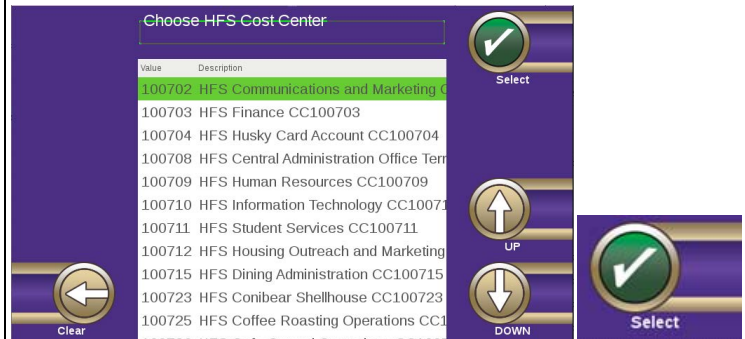 Choose HFS Cost Center
Select
Value Description
100702 HFS Communications and Marketing
100703 HFS Finance CC100703
100704 HFS Husky Card Account CC100704
100708 HFS Central Administration Office
100709 HFS Human Resources CC100709
100710 HFS Information Technology CC10071
100711 HFS Student Services CC100711
100712 HFS Housing Outreach and Marketing
100715 HFS Dining Administration CC100715
100723 HFS Conibear Shellhouse CC100723
100725 HFS Coffee Roasting Operations CC1
UP
Clear
DOWN
Select